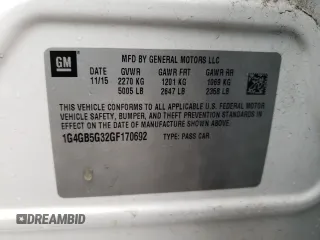 GM
MFD BY GENERAL MOTORS LLC
DATE GVWR GAWR FRT GAWR RR
11/15 2270 KG 1201 KG 1069 KG
5005 LB 2647 LB 2358 LB
THIS VEHICLE CONFORMS TO ALL APPLICABLE U.S. FEDERAL MOTOR
VEHICLE SAFETY, BUMPER, AND THEFT PREVENTION STANDARDS
IN EFFECT ON THE DATE OF MANUFACTURE SHOWN ABOVE.
1G4GB5G32GF170692 TYPE: PASS CAR
DREAMBID